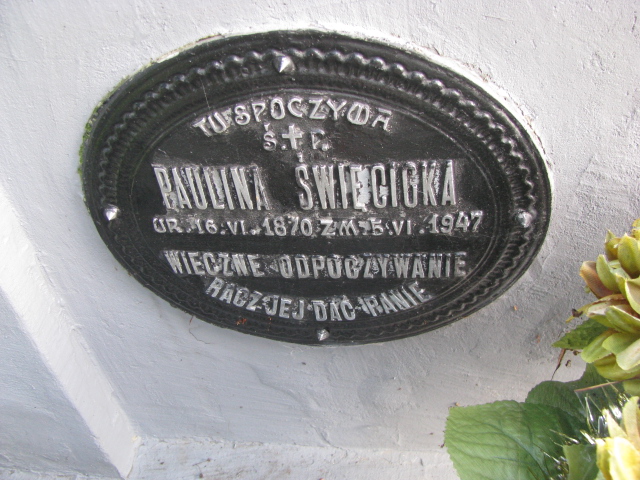 TU SPOCZYWA
Ś.✝P.
PAULINA ŚWIĘCICKA
UR. 16.VI.1870 ZM. 5.VI.1947
WIECZNE ODPOCZYWANIE
RACZ JEJ DAĆ PANIE